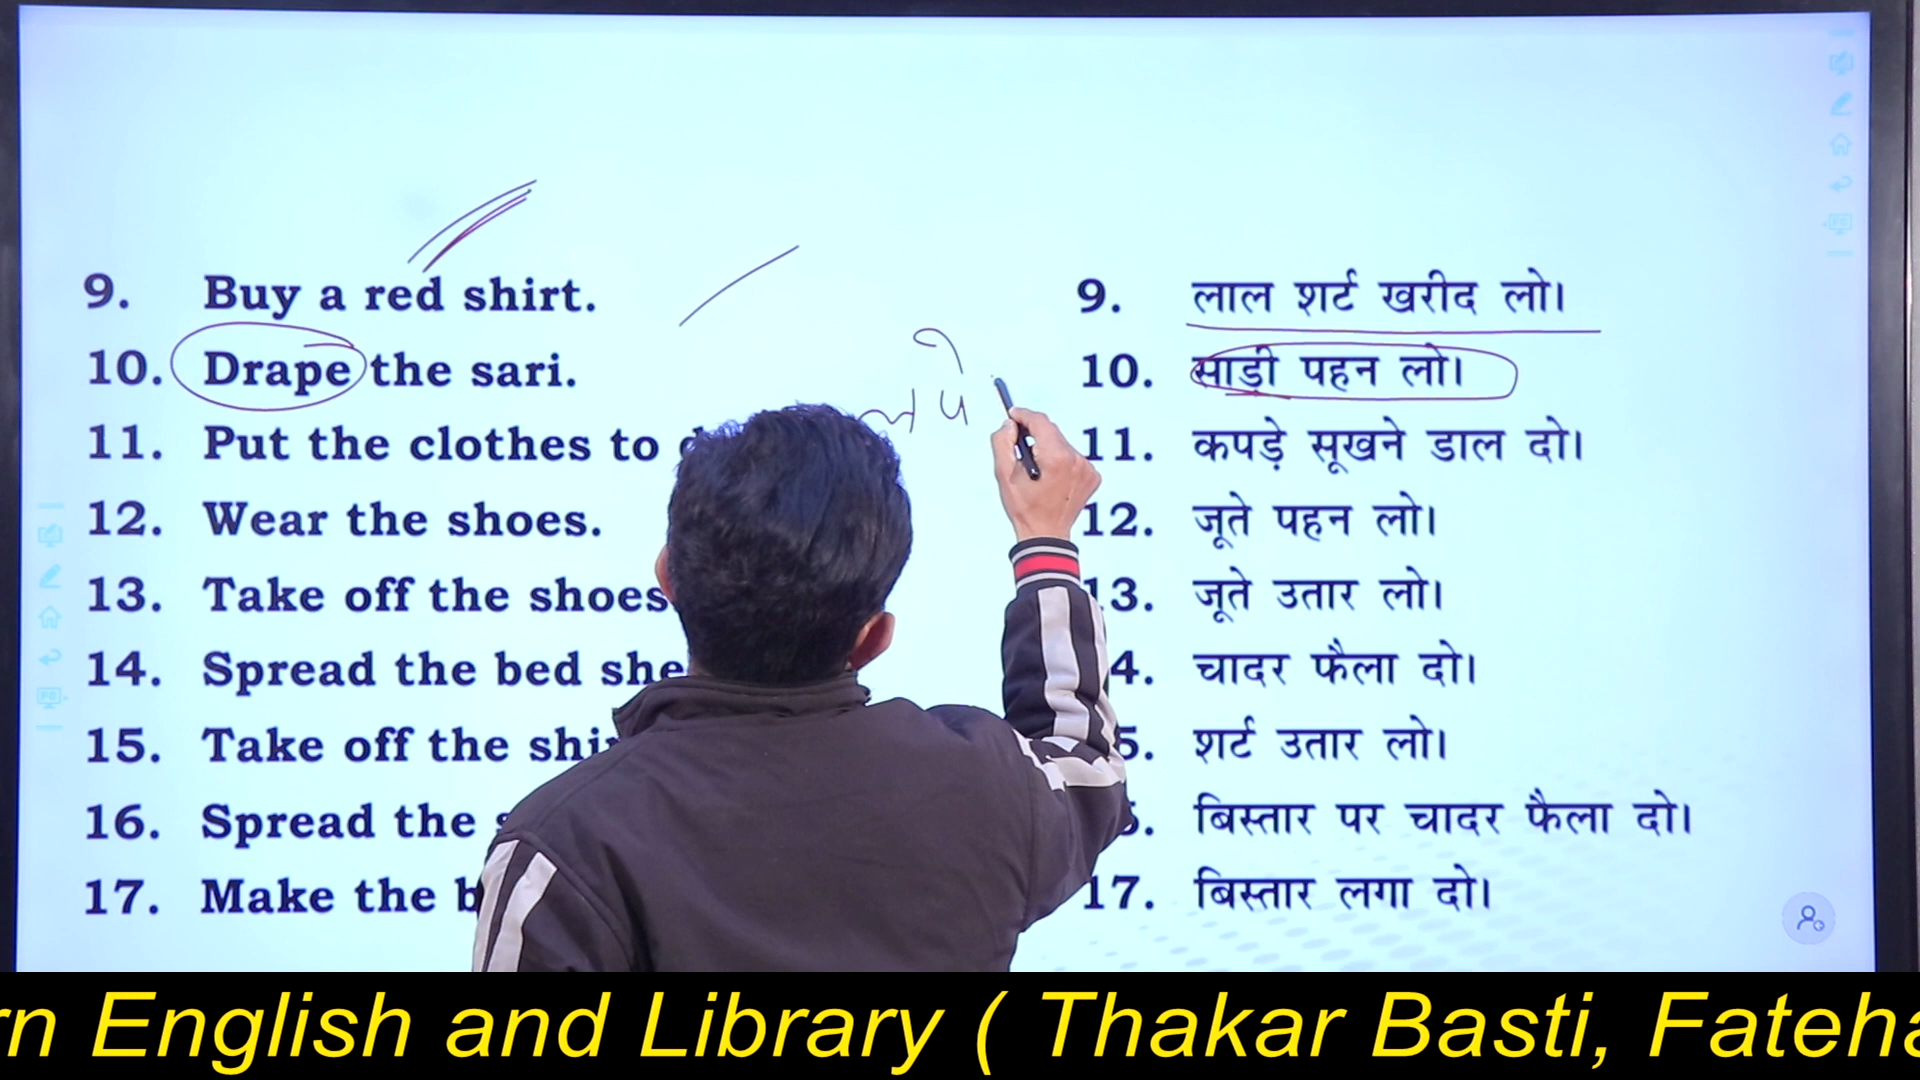 9. Buy a red shirt.
10. Drape the sari.
11. Put the clothes to
12. Wear the shoes.
13. Take off the shoes.
14. Spread the bed she
15. Take off the shi
16. Spread the
17. Make the b
9. लाल शर्ट खरीद लो।
10. साड़ी पहन लो।
11. कपड़े सूखने डाल दो।
12. जूते पहन लो।
13. जूते उतार लो।
4. चादर फैला दो।
5. शर्ट उतार लो।
6. बिस्तार पर चादर फैला दो।
17. बिस्तार लगा दो।
rn English and Library ( Thakar Basti, Fateha